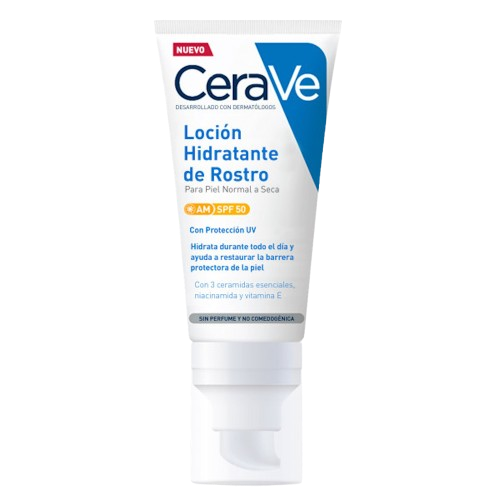 NUEVO
CeraVe
DESARROLLADO CON DERMATÓLOGOS
Loción
Hidratante
de Rostro
Para Piel Normal a Seca
AM SPF 50
Con Protección UV
Hidrata durante todo el día y
ayuda a restaurar la barrera
protectora de la piel
Con 3 ceramidas esenciales,
niacinamida y vitamina E
SIN PERFUME Y NO COMEDOGÉNICA